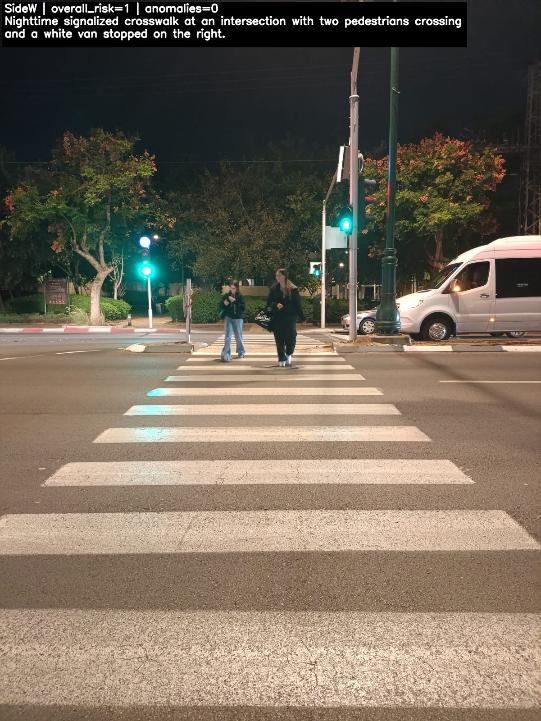 SideW | overall_risk=1 | anomalies=0
Nighttime signalized crosswalk at an intersection with two pedestrians crossing
and a white van stopped on the right.